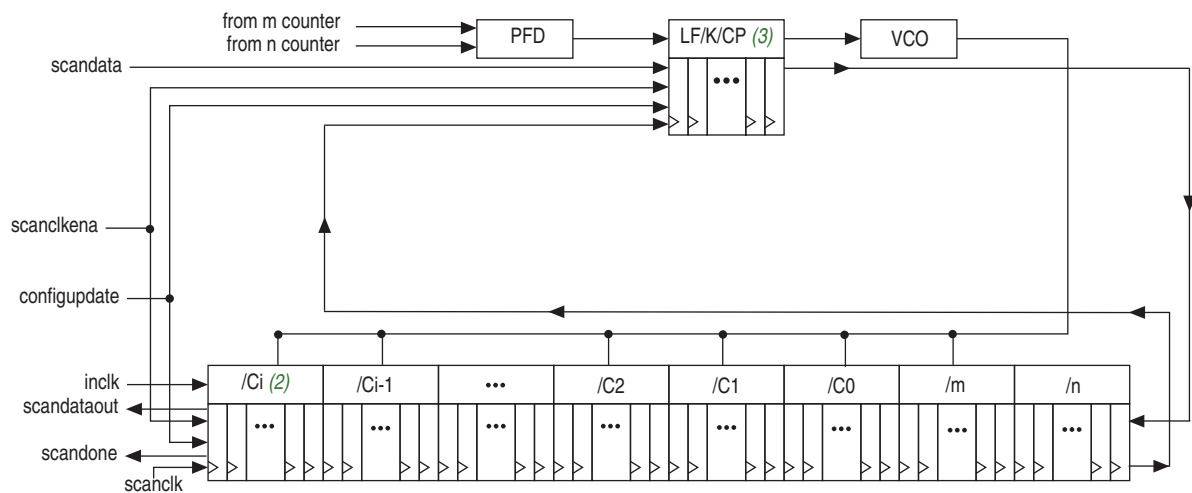 from m counter
from n counter
PFD
LF/K/CP (3)
VCO
scandata
•••
scanclkena
configupdate
inclk
/Ci (2)
/Ci-1
•••
/C2
/C1
/C0
/m
/n
scandataout
•••
•••
•••
•••
•••
•••
•••
•••
scandone
scanclk